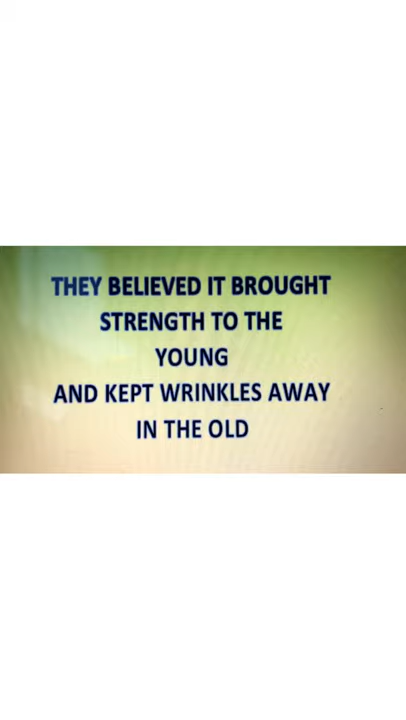 THEY BELIEVED IT BROUGHT
STRENGTH TO THE
YOUNG
AND KEPT WRINKLES AWAY
IN THE OLD